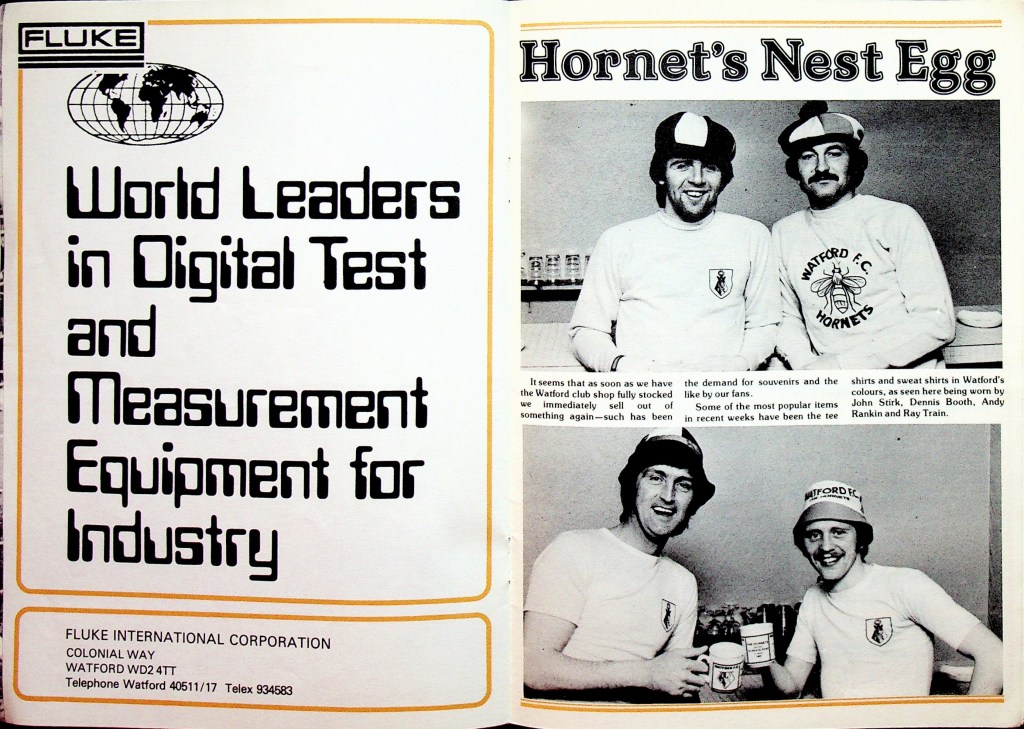 FLUKE
World Leaders
in Digital Test
and
Measurement
Equipment for
Industry
FLUKE INTERNATIONAL CORPORATION
COLONIAL WAY
WATFORD WD2 4TT
Telephone Watford 40511/17 Telex 934583
Hornet's Nest Egg
WATFORD F.C.
HORNETS
It seems that as soon as we have
the Watford club shop fully stocked
we immediately sell out of
something again—such has been
the demand for souvenirs and the
like by our fans.
Some of the most popular items
in recent weeks have been the tee
shirts and sweat shirts in Watford's
colours, as seen here being worn by
John Stirk, Dennis Booth, Andy
Rankin and Ray Train.
WATFORD F.C.